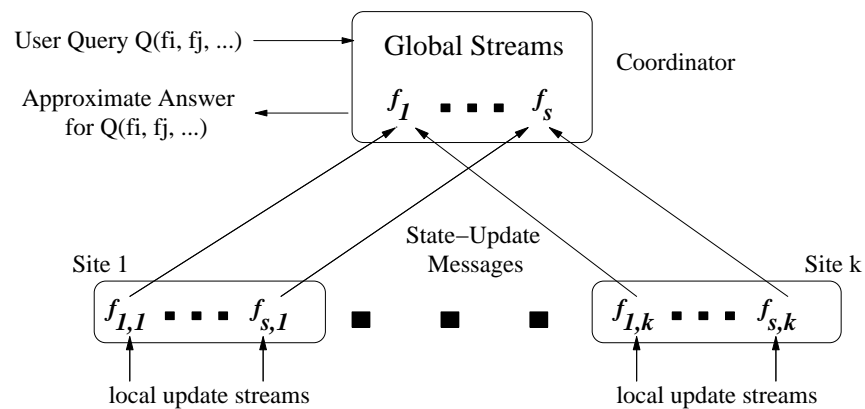 User Query Q(fi, fj, ...)
Global Streams
Coordinator
Approximate Answer
for Q(fi, fj, ...)
f1 ... fs
State−Update
Messages
Site 1
Site k
f1,1 ... fs,1
f1,k ... fs,k
local update streams
local update streams